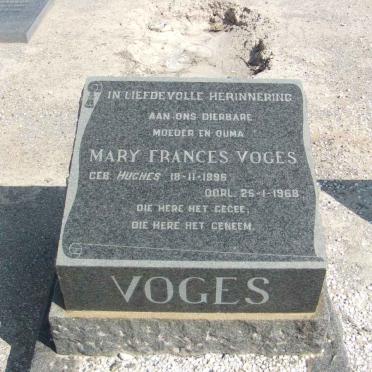 IN LIEFDEVOLLE HERINNERING
AAN ONS DIERBARE
MOEDER EN OUMA
MARY FRANCES VOGES
GEB. HUGHES 18-11-1896
OORL. 25-1-1968
DIE HERE HET GEGEE,
DIE HERE HET GENEEM.
VOGES